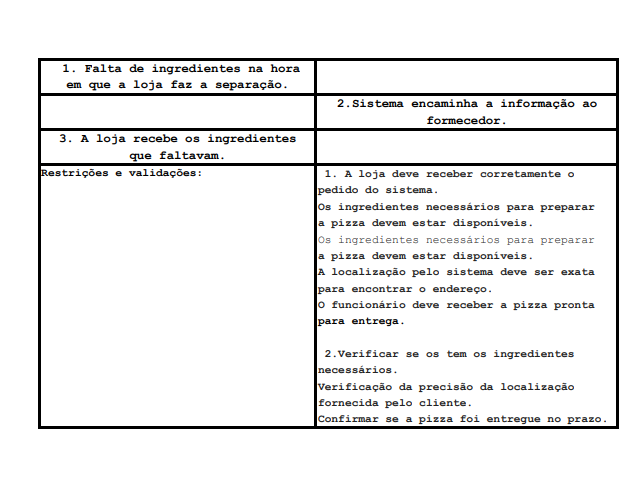 1. Falta de ingredientes na hora
em que a loja faz a separação.
2.Sistema encaminha a informação ao
formecedor.
3. A loja recebe os ingredientes
que faltavam.
Restrições e validações:
1. A loja deve receber corretamente o
pedido do sistema.
Os ingredientes necessários para preparar
a pizza devem estar disponíveis.
Os ingredientes necessários para preparar
a pizza devem estar disponíveis.
A localização pelo sistema deve ser exata
para encontrar o endereço.
O funcionário deve receber a pizza pronta
para entrega.
2.Verificar se os tem os ingredientes
necessários.
Verificação da precisão da localização
fornecida pelo cliente.
Confirmar se a pizza foi entregue no prazo.